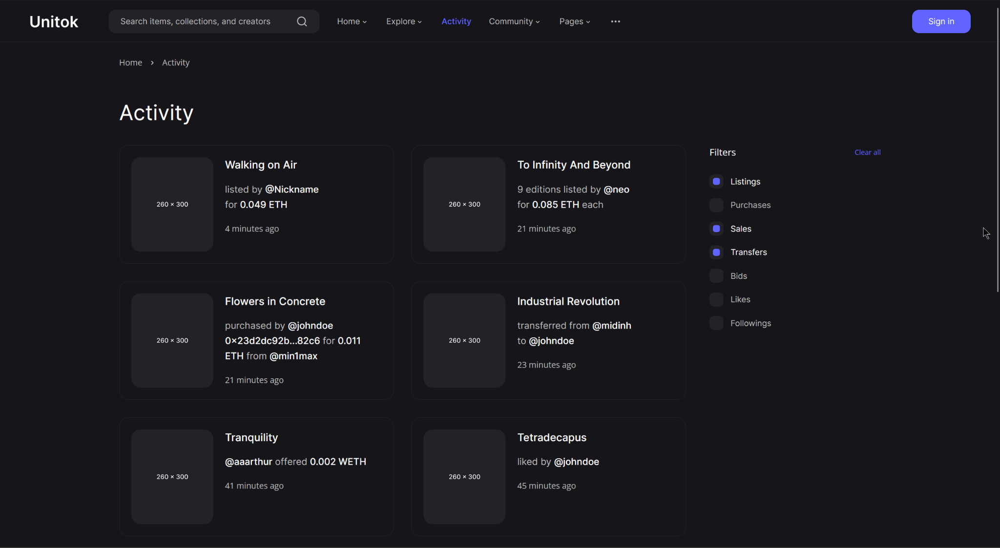 Unitok
Search items, collections, and creators
Home
Explore
Activity
Community
Pages
Sign in
Home
Activity
Activity
260 × 300
Walking on Air
listed by @Nickname
for 0.049 ETH
4 minutes ago
260 × 300
To Infinity And Beyond
9 editions listed by @neo
for 0.085 ETH each
21 minutes ago
260 × 300
Flowers in Concrete
purchased by @johndoe
0×23d2dc92b...82c6 for 0.011
ETH from @min1max
21 minutes ago
260 × 300
Industrial Revolution
transferred from @midinh
to @johndoe
23 minutes ago
260 × 300
Tranquility
@aaarthur offered 0.002 WETH
41 minutes ago
260 × 300
Tetradecapus
liked by @johndoe
45 minutes ago
Filters
Clear all
Listings
Purchases
Sales
Transfers
Bids
Likes
Followings